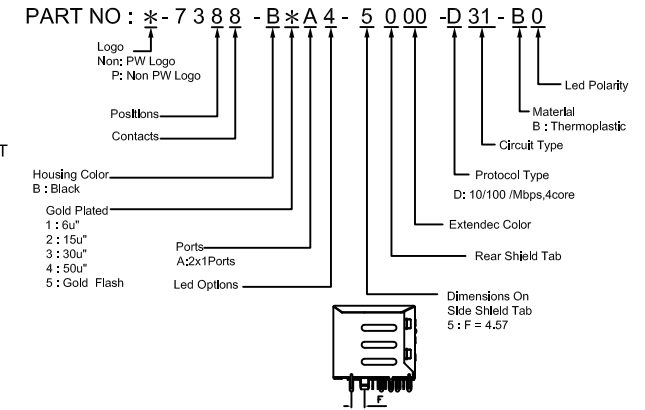 PART NO : *-7388-B*A4-5000-D31-B0
Logo
Non: PW Logo
P: Non PW Logo
Led Polarity
Positions
Material
B : Thermoplastic
Contacts
Circuit Type
T
Housing Color
B : Black
Protocol Type
D: 10/100 /Mbps,4core
Gold Plated
1 : 6u"
2 : 15u"
3 : 30u"
4 : 50u"
5 : Gold Flash
Extendec Color
Ports
A:2x1Ports
Rear Shield Tab
Led Options
Dimensions On
Side Shield Tab
5 : F = 4.57
F